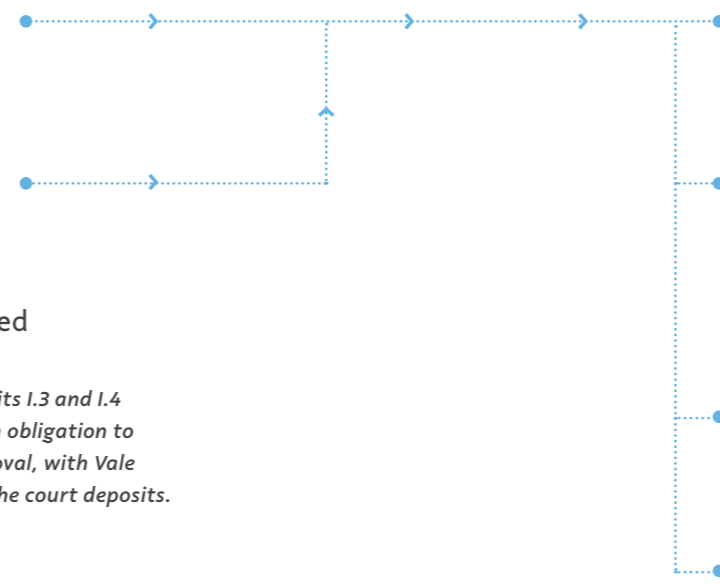 ed
its I.3 and I.4
obligation to
oval, with Vale
he court deposits.